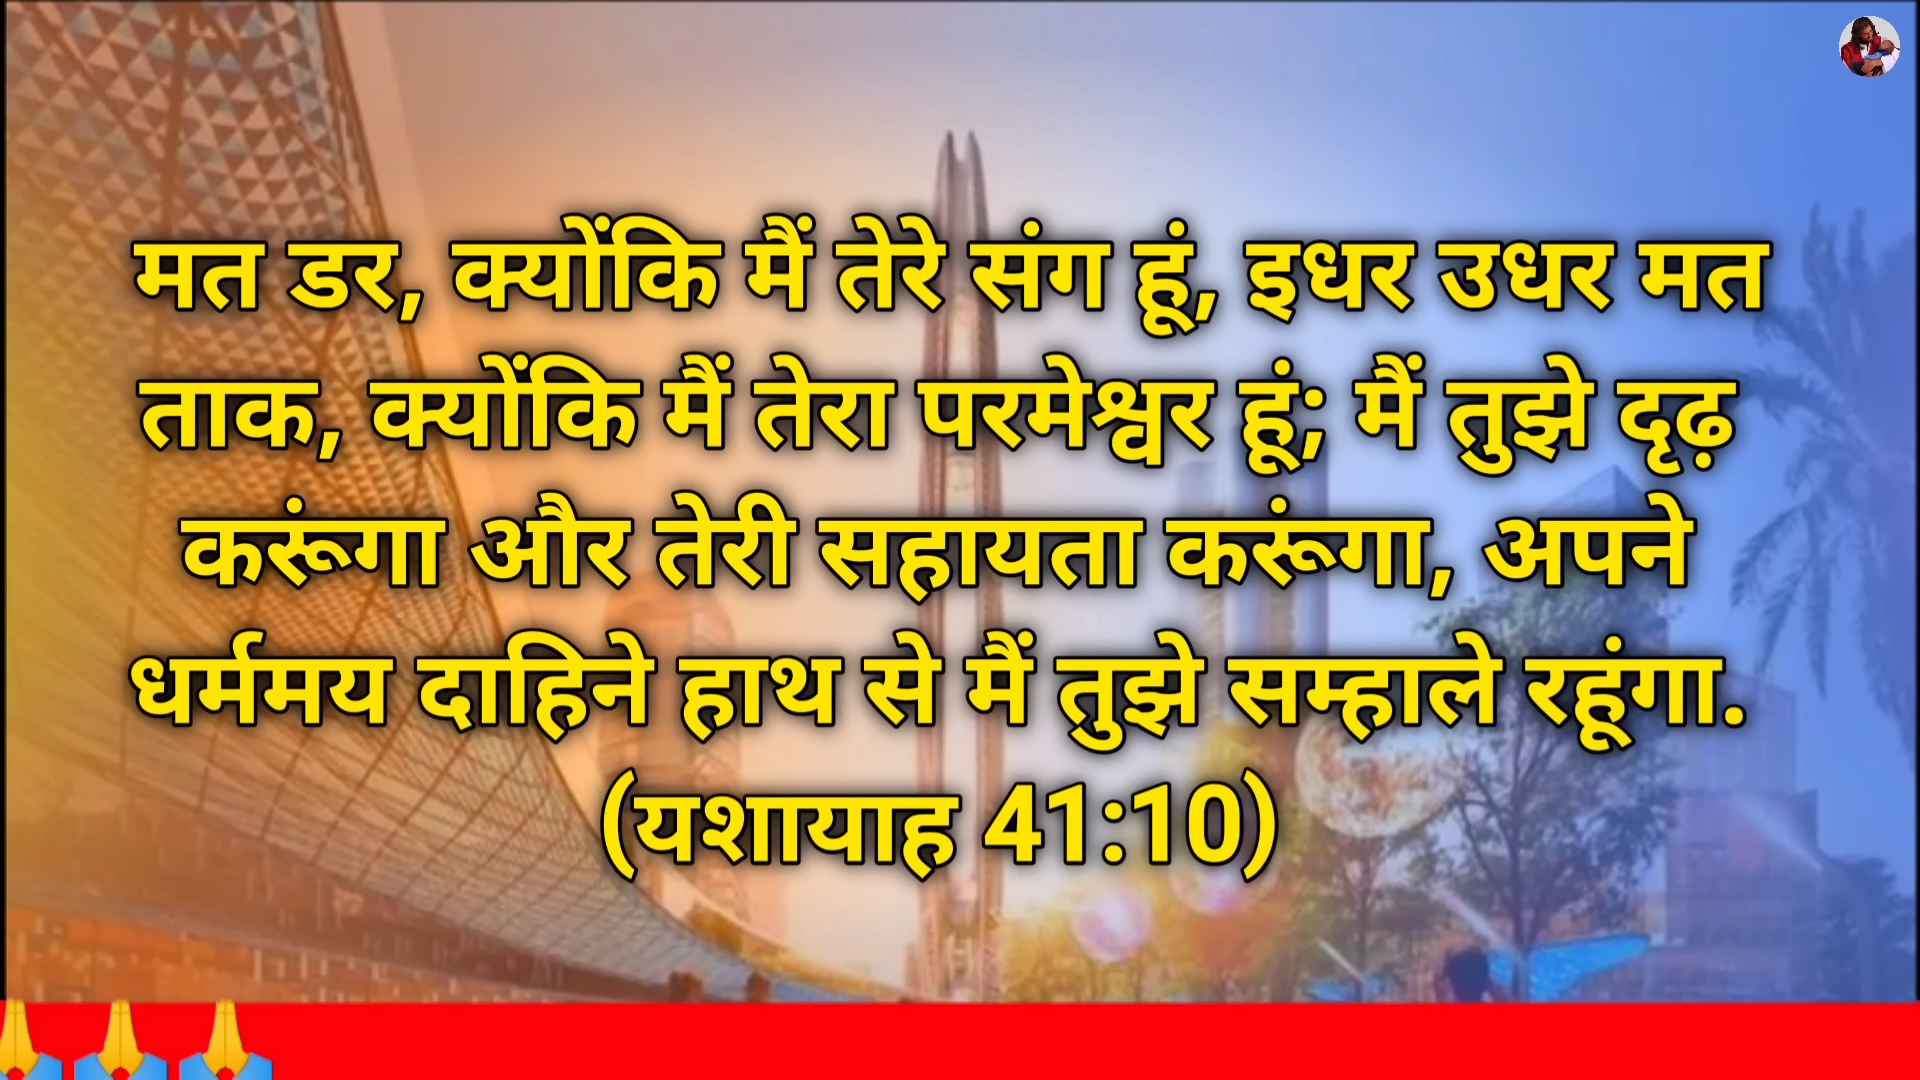 मत डर, क्योंकि मैं तेरे संग हूं, इधर उधर मत
ताक, क्योंकि मैं तेरा परमेश्वर हूं; मैं तुझे दृढ़
करूंगा और तेरी सहायता करूंगा, अपने
धर्ममय दाहिने हाथ से मैं तुझे सम्हाले रहूंगा.
(यशायाह 41:10)